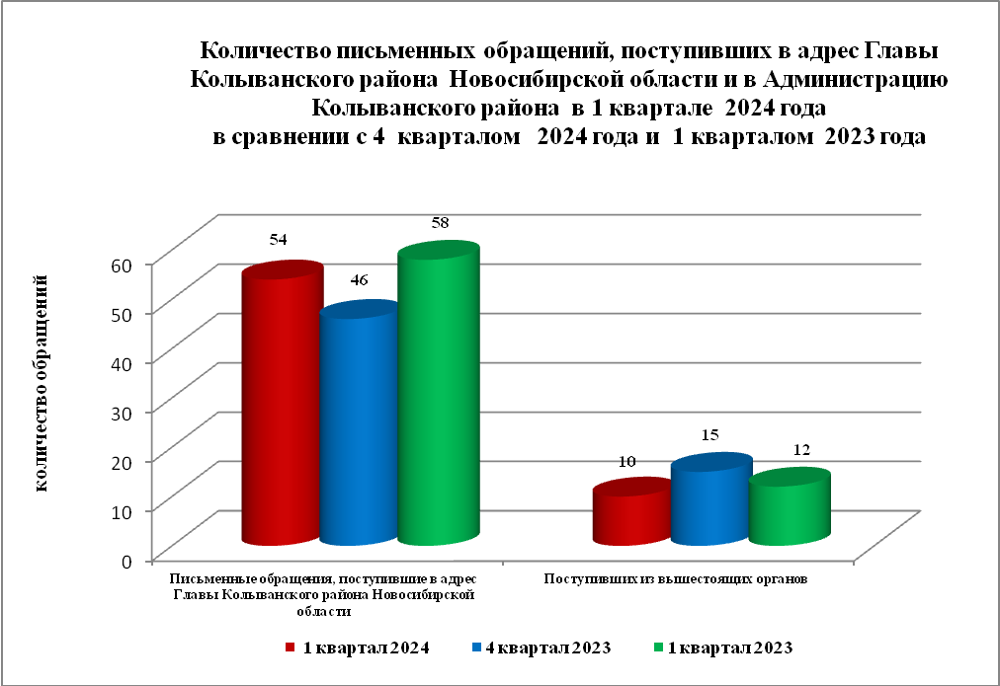 Количество письменных обращений, поступивших в адрес Главы
Колыванского района Новосибирской области и в Администрацию
Колыванского района в 1 квартале 2024 года
в сравнении с 4 кварталом 2024 года и 1 кварталом 2023 года
количество обращений
60
50
40
30
20
10
0
54
46
58
10
15
12
Письменные обращения, поступившие в адрес
Главы Колыванского района Новосибирской
области
Поступивших из вышестоящих органов
1 квартал 2024
4 квартал 2023
1 квартал 2023